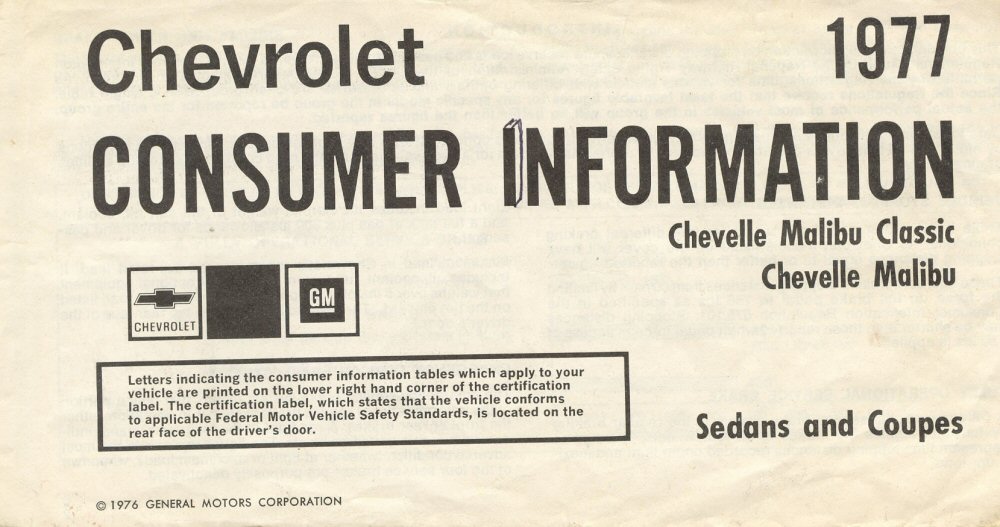 Chevrolet 1977
CONSUMER INFORMATION
Chevelle Malibu Classic
Chevelle Malibu
CHEVROLET
GM
Letters indicating the consumer information tables which apply to your
vehicle are printed on the lower right hand corner of the certification
label. The certification label, which states that the vehicle conforms
to applicable Federal Motor Vehicle Safety Standards, is located on the
rear face of the driver's door.
Sedans and Coupes
© 1976 GENERAL MOTORS CORPORATION